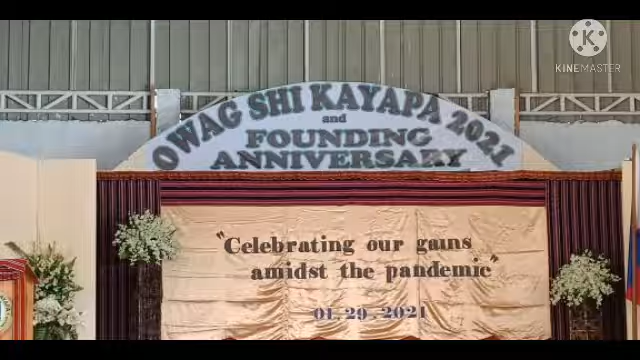 KINEMASTER
OWAG SHI KAYAPA 2021
and
FOUNDING
ANNIVERSARY
"Celebrating our gains
amidst the pandemic"
01.29.2021